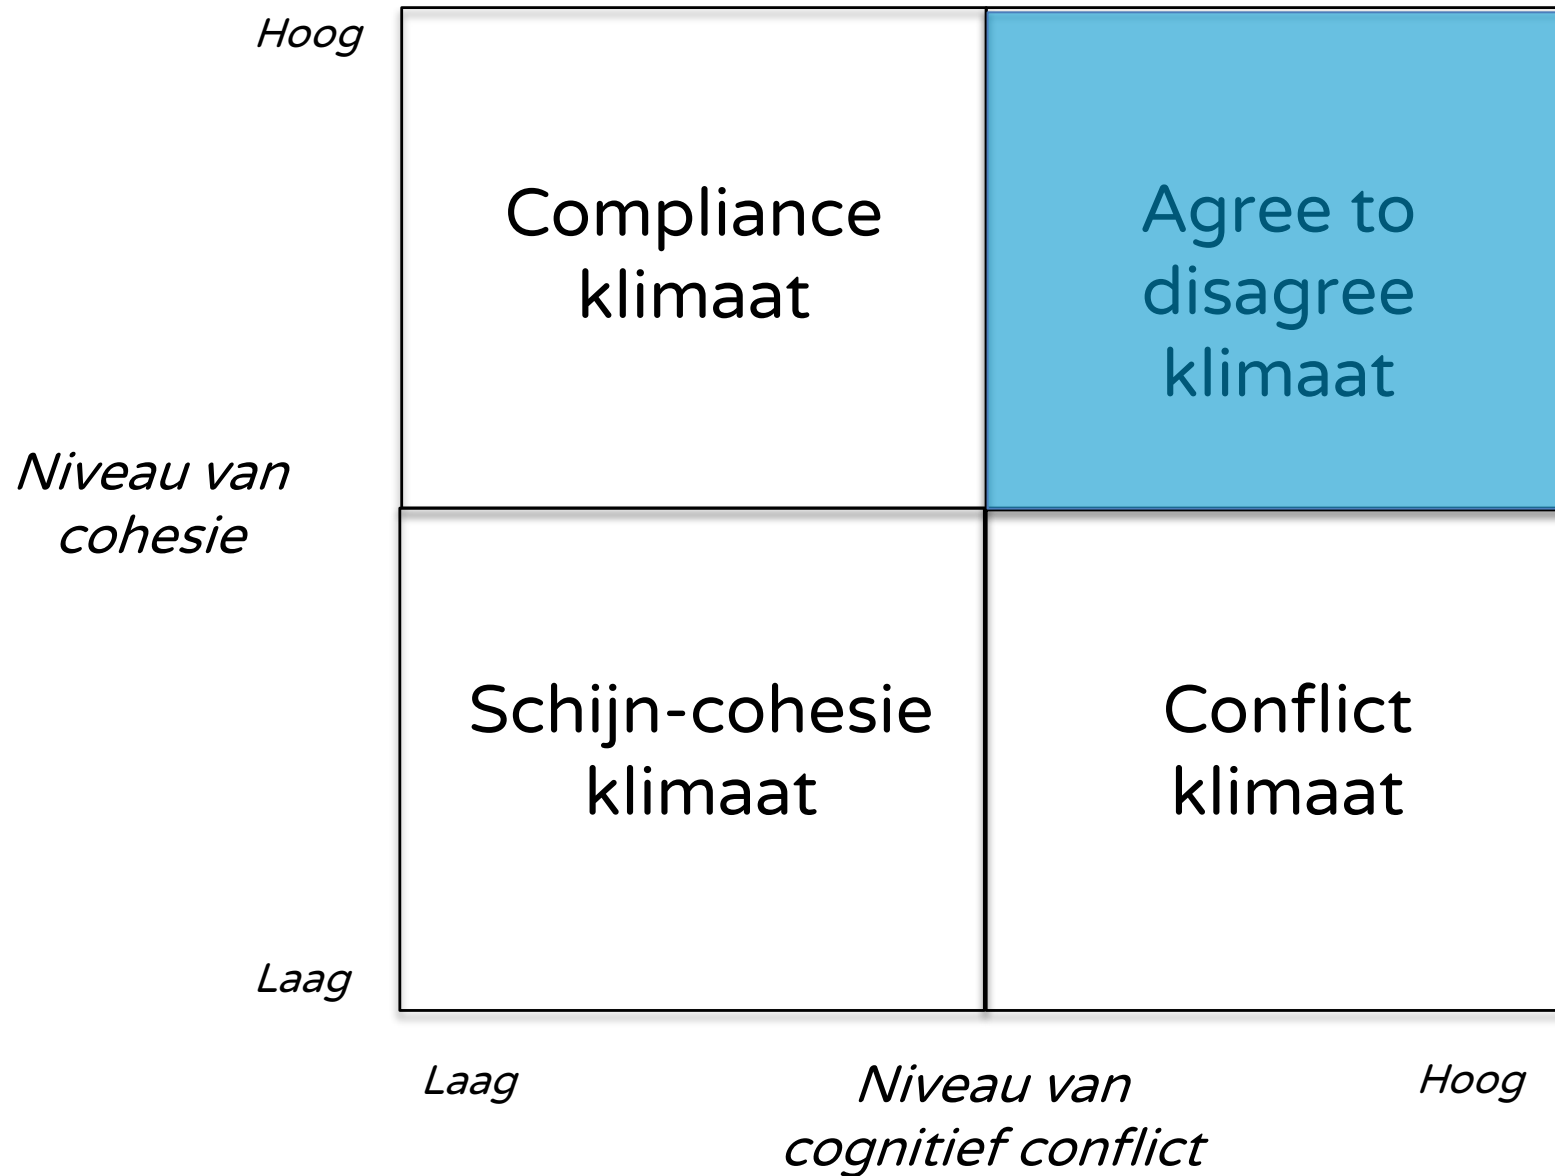 Hoog
Compliance
klimaat
Agree to
disagree
klimaat
Niveau van
cohesie
Schijn-cohesie
klimaat
Conflict
klimaat
Laag
Laag
Niveau van
cognitief conflict
Hoog